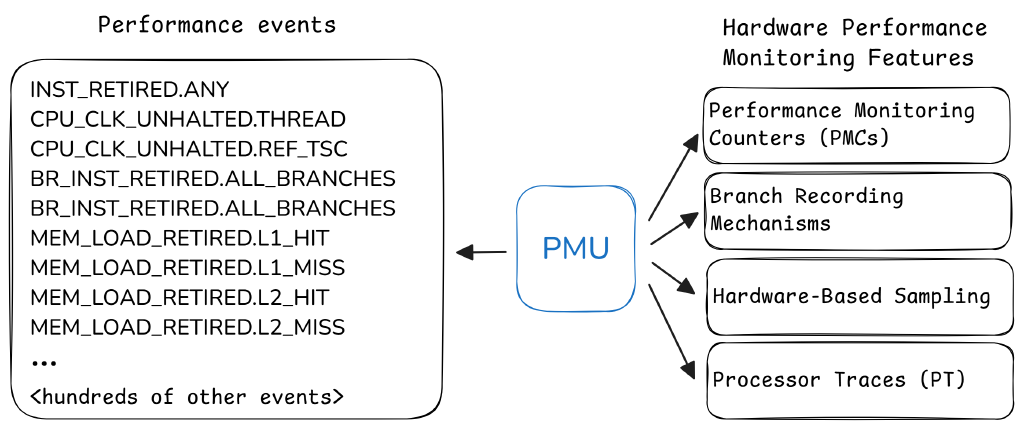 Performance events
INST_RETIRED.ANY
CPU_CLK_UNHALTED.THREAD
CPU_CLK_UNHALTED.REF_TSC
BR_INST_RETIRED.ALL_BRANCHES
BR_INST_RETIRED.ALL_BRANCHES
MEM_LOAD_RETIRED.L1_HIT
MEM_LOAD_RETIRED.L1_MISS
MEM_LOAD_RETIRED.L2_HIT
MEM_LOAD_RETIRED.L2_MISS
...
<hundreds of other events>
PMU
Hardware Performance
Monitoring Features
Performance Monitoring
Counters (PMCs)
Branch Recording
Mechanisms
Hardware-Based Sampling
Processor Traces (PT)